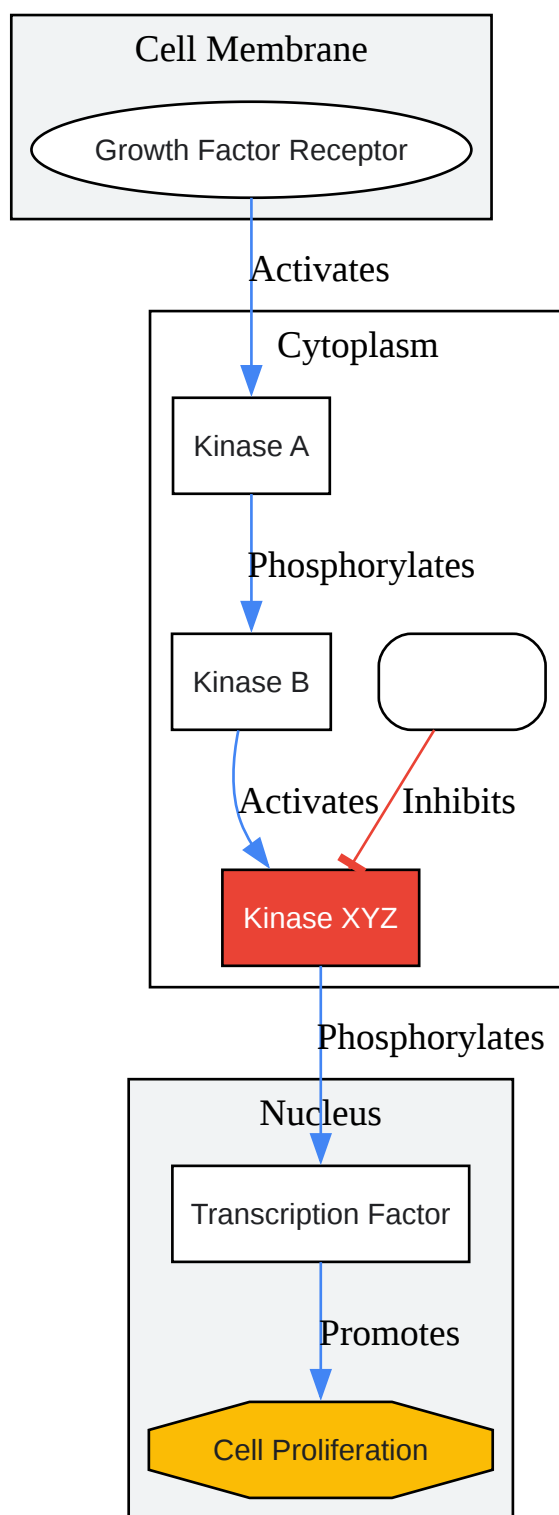 Cell Membrane
Growth Factor Receptor
Activates
Cytoplasm
Kinase A
Phosphorylates
Kinase B
Activates
Inhibits
Kinase XYZ
Phosphorylates
Nucleus
Transcription Factor
Promotes
Cell Proliferation